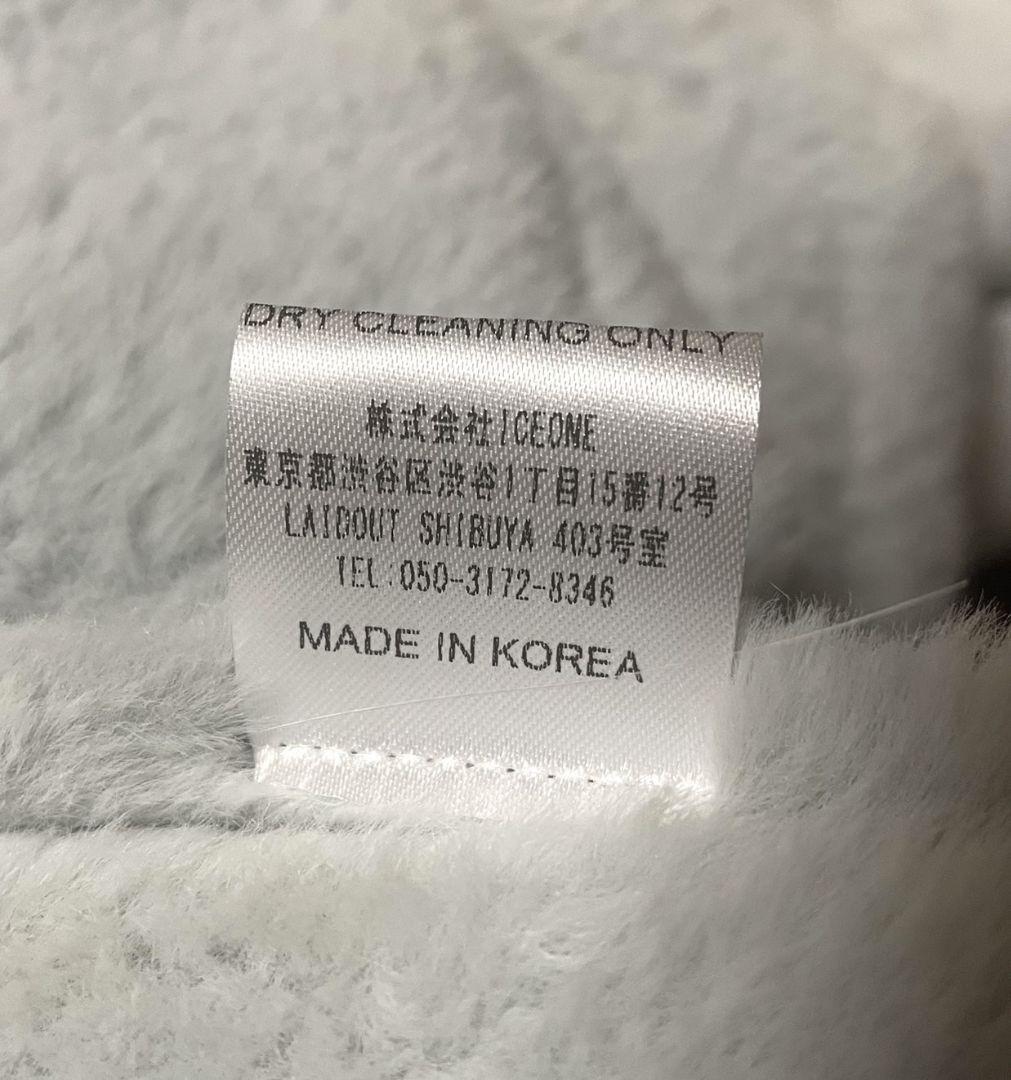 DRY CLEANING ONLY
株式会社ICEONE
東京都渋谷区渋谷1丁目15番12号
LAIDOUT SHIBUYA 403号室
TEL:050-3172-8346
MADE IN KOREA